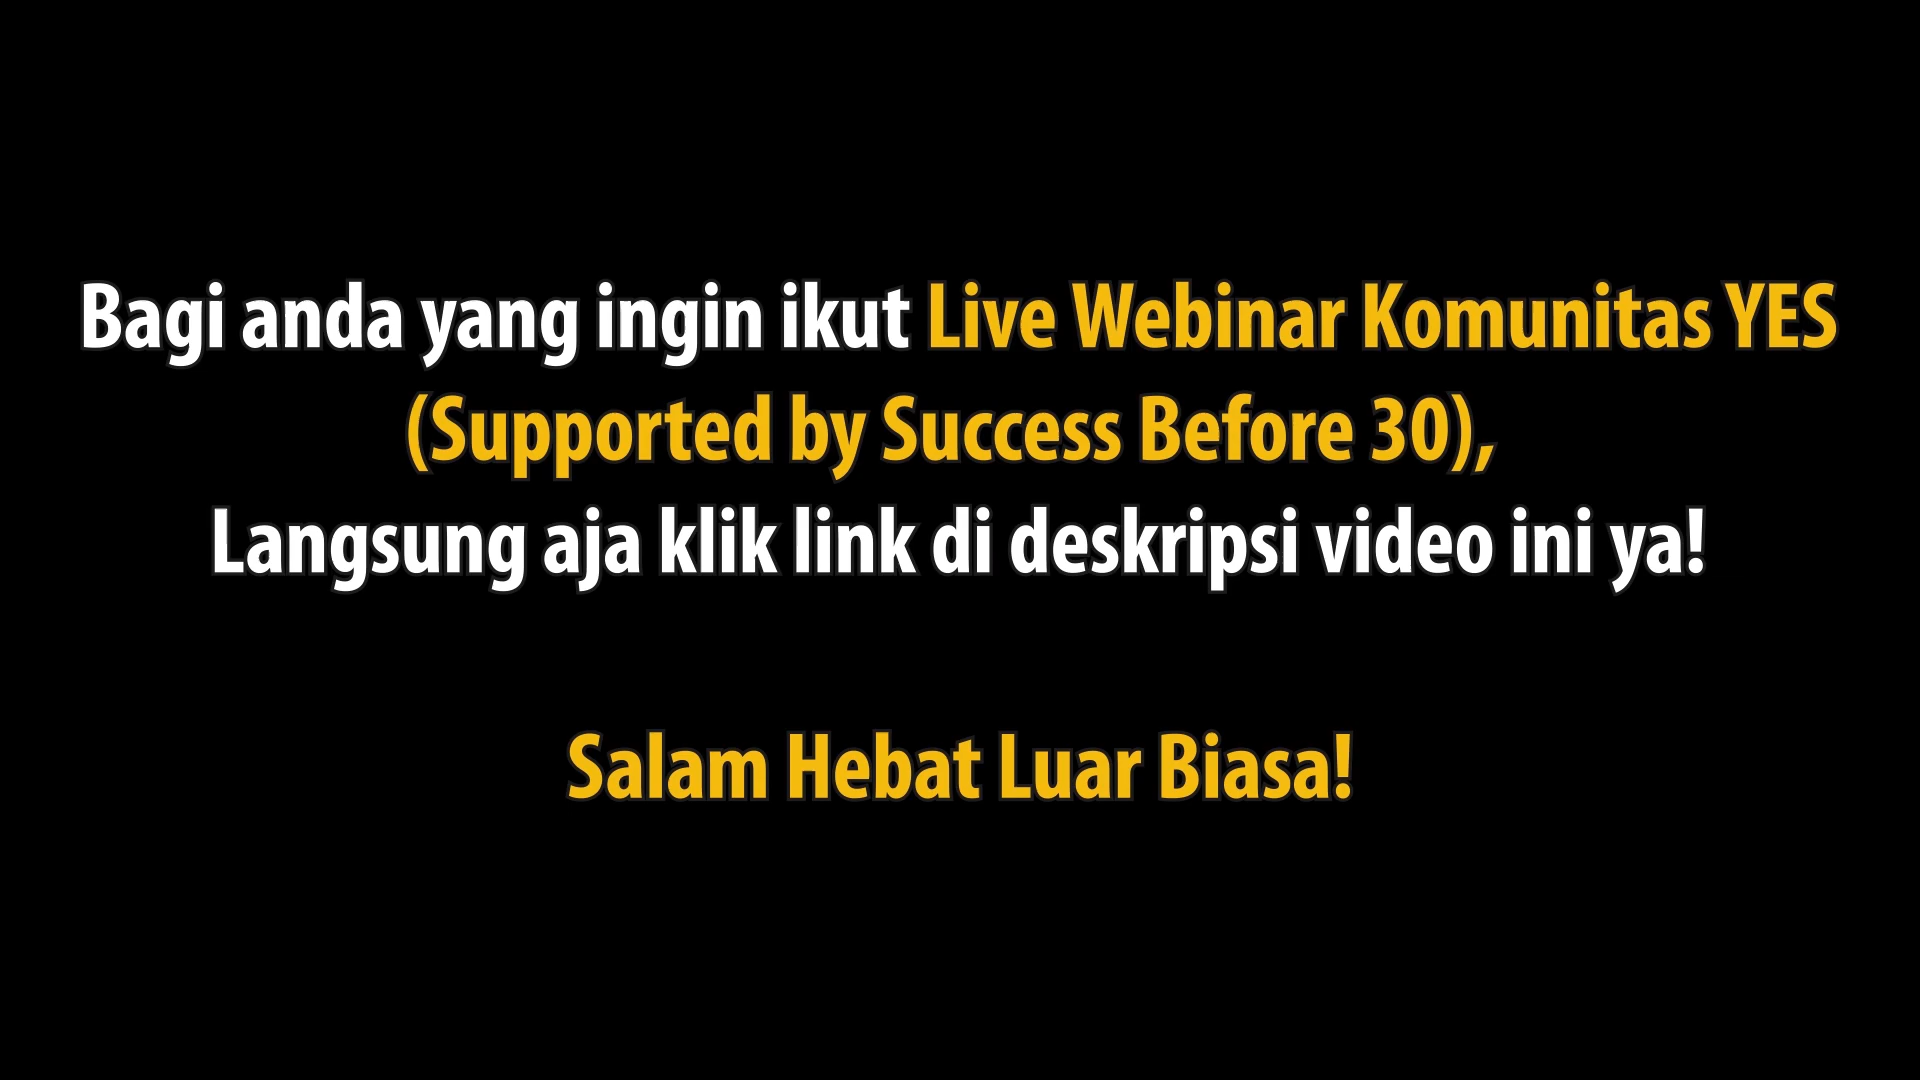 Bagi anda yang ingin ikut Live Webinar Komunitas YES
(Supported by Success Before 30),
Langsung aja klik link di deskripsi video ini ya!
Salam Hebat Luar Biasa!